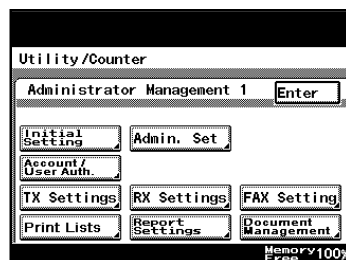 Utility/Counter
Administrator Management 1
Enter
Initial
Setting
Admin. Set
Account/
User Auth.
TX Settings
RX Settings
FAX Setting
Print Lists
Report
Settings
Document
Management
Memory
Free
100%